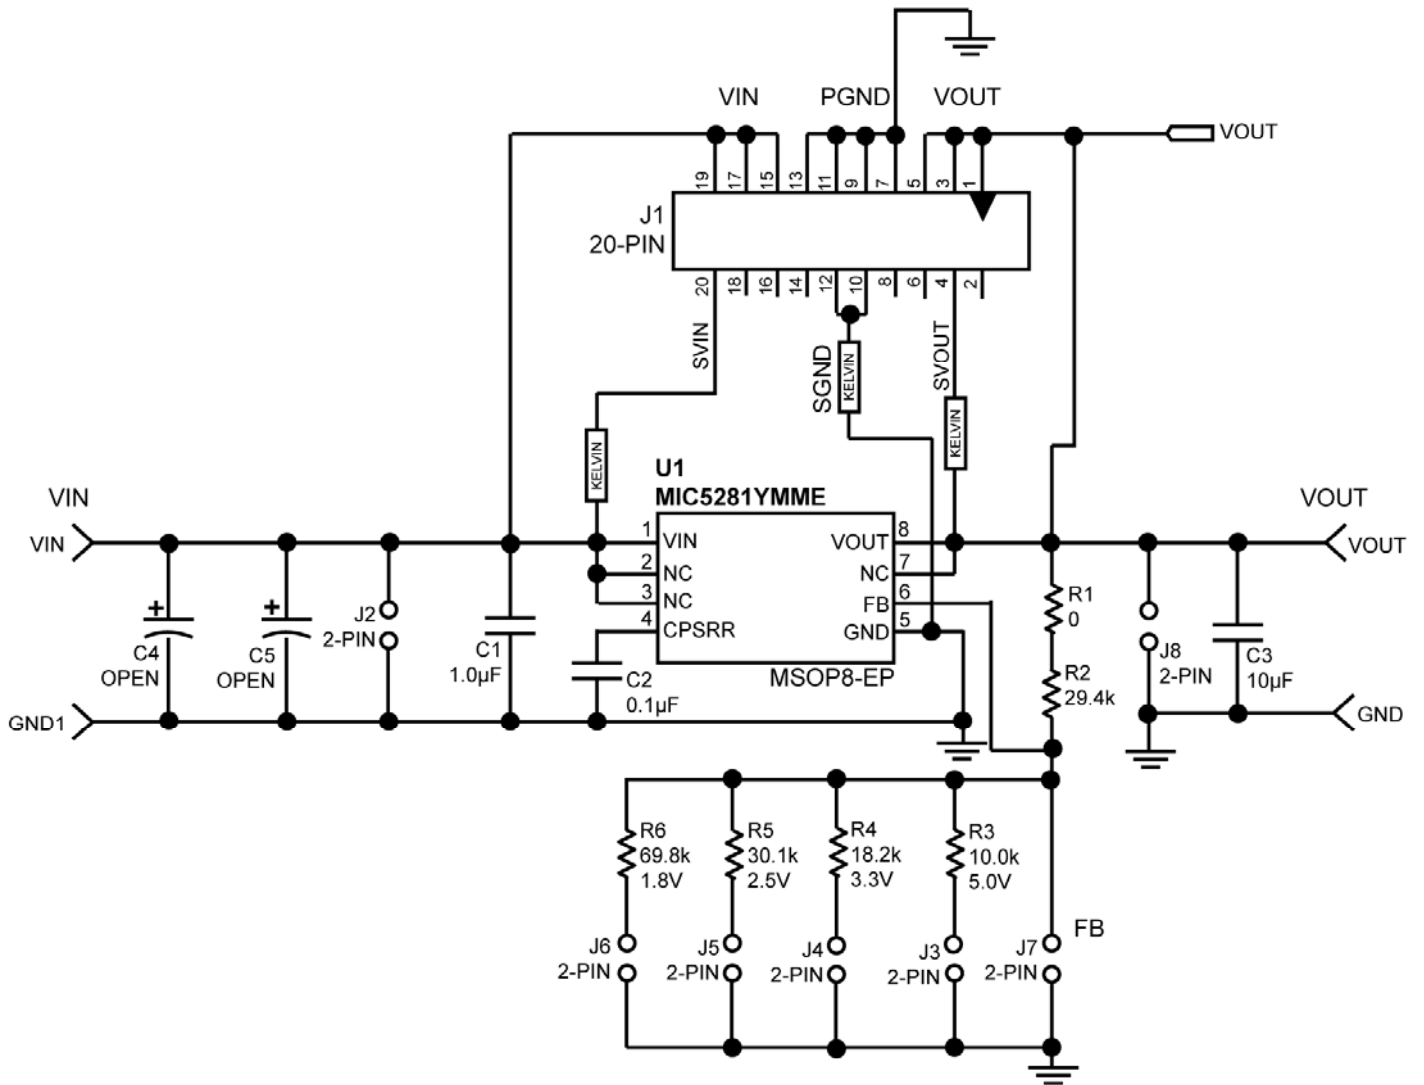 VIN PGND VOUT
VOUT
19 17 15 13 11 9 7 5 3 1
J1
20-PIN
20 18 16 14 12 10 8 6 4 2
SVIN
SGND
KELVIN
SVOUT
KELVIN
KELVIN
U1
MIC5281YMME
VIN
VOUT
VIN
1 VIN
VOUT 8
VOUT
2 NC
NC 7
3 NC
FB 6
4 CPSRR
GND 5
MSOP8-EP
+
C4
OPEN
+
C5
OPEN
J2
2-PIN
C1
1.0µF
C2
0.1µF
R1
0
R2
29.4k
J8
2-PIN
C3
10µF
GND1
GND
R6
69.8k
1.8V
R5
30.1k
2.5V
R4
18.2k
3.3V
R3
10.0k
5.0V
FB
J6
2-PIN
J5
2-PIN
J4
2-PIN
J3
2-PIN
J7
2-PIN